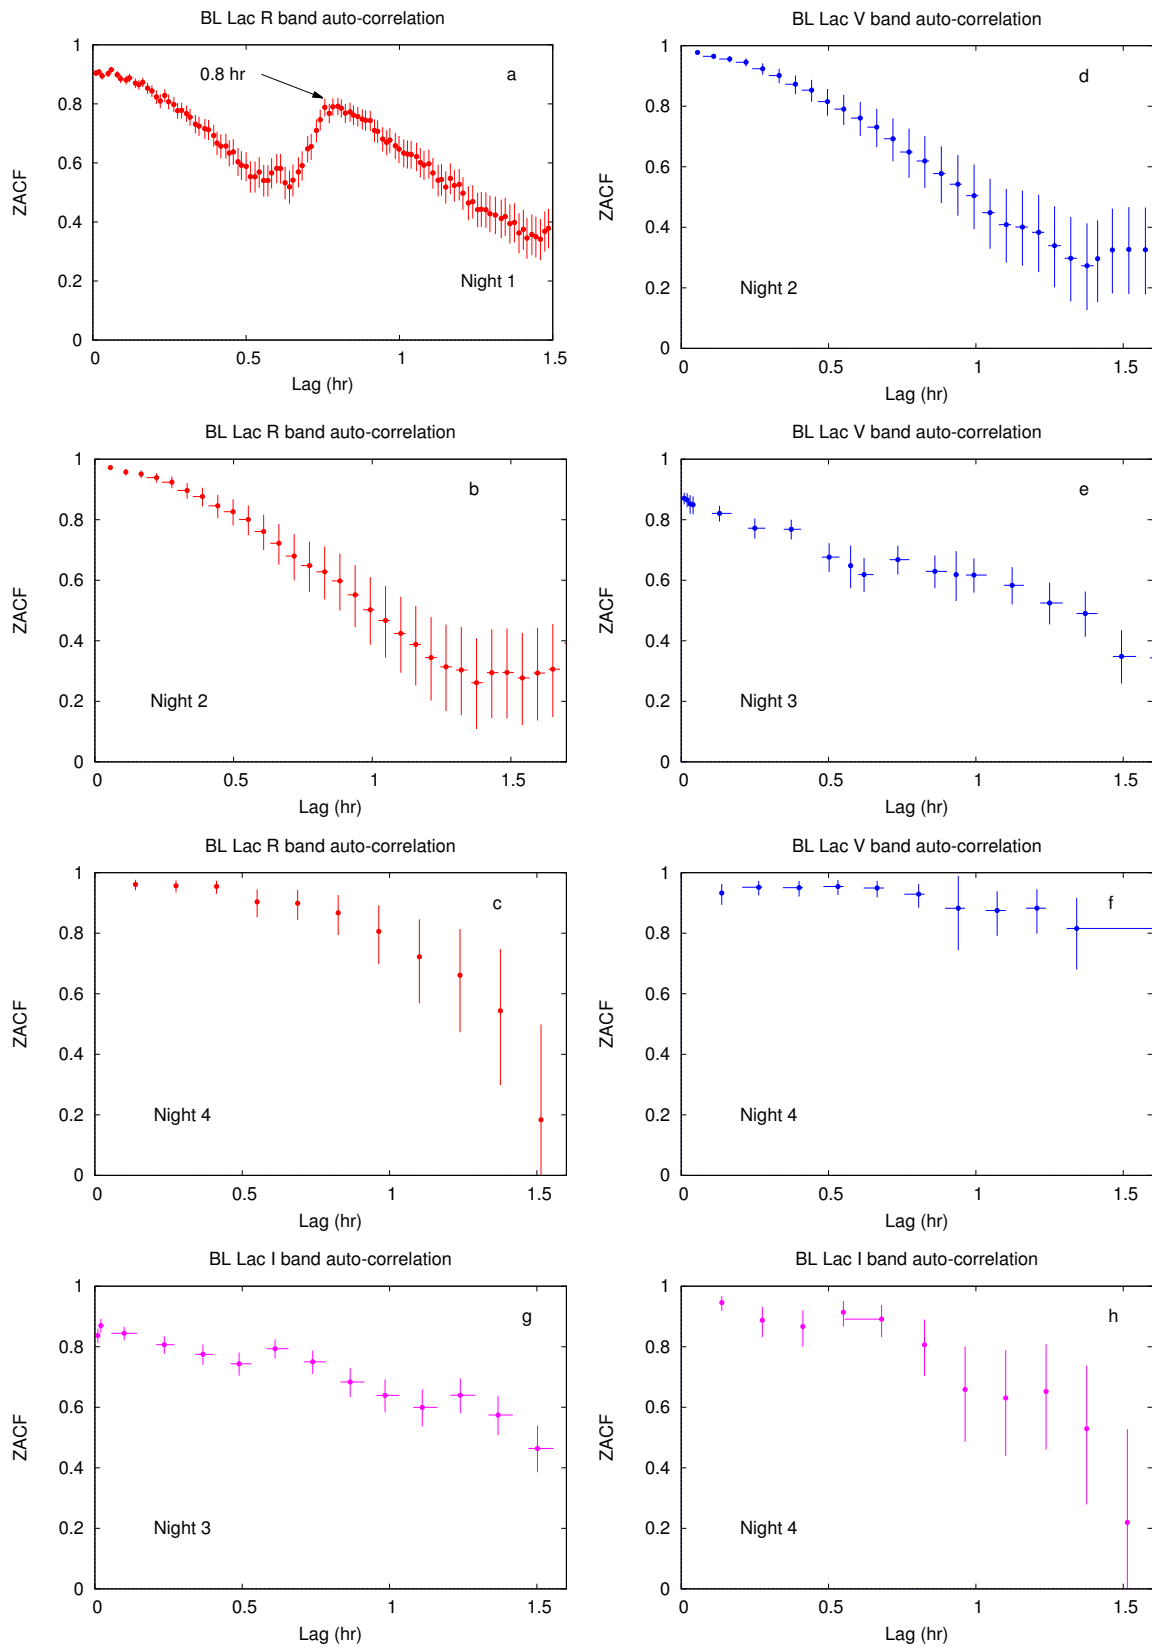 BL Lac R band auto-correlation
1
0.8
0.6
0.4
0.2
0
ZACF
0.8 hr
a
Night 1
0 0.5 1 1.5
Lag (hr)
BL Lac V band auto-correlation
1
0.8
0.6
0.4
0.2
0
ZACF
d
Night 2
0 0.5 1 1.5
Lag (hr)
BL Lac R band auto-correlation
1
0.8
0.6
0.4
0.2
0
ZACF
b
Night 2
0 0.5 1 1.5
Lag (hr)
BL Lac V band auto-correlation
1
0.8
0.6
0.4
0.2
0
ZACF
e
Night 3
0 0.5 1 1.5
Lag (hr)
BL Lac R band auto-correlation
1
0.8
0.6
0.4
0.2
0
ZACF
c
Night 4
0 0.5 1 1.5
Lag (hr)
BL Lac V band auto-correlation
1
0.8
0.6
0.4
0.2
0
ZACF
f
Night 4
0 0.5 1 1.5
Lag (hr)
BL Lac I band auto-correlation
1
0.8
0.6
0.4
0.2
0
ZACF
g
Night 3
0 0.5 1 1.5
Lag (hr)
BL Lac I band auto-correlation
1
0.8
0.6
0.4
0.2
0
ZACF
h
Night 4
0 0.5 1 1.5
Lag (hr)